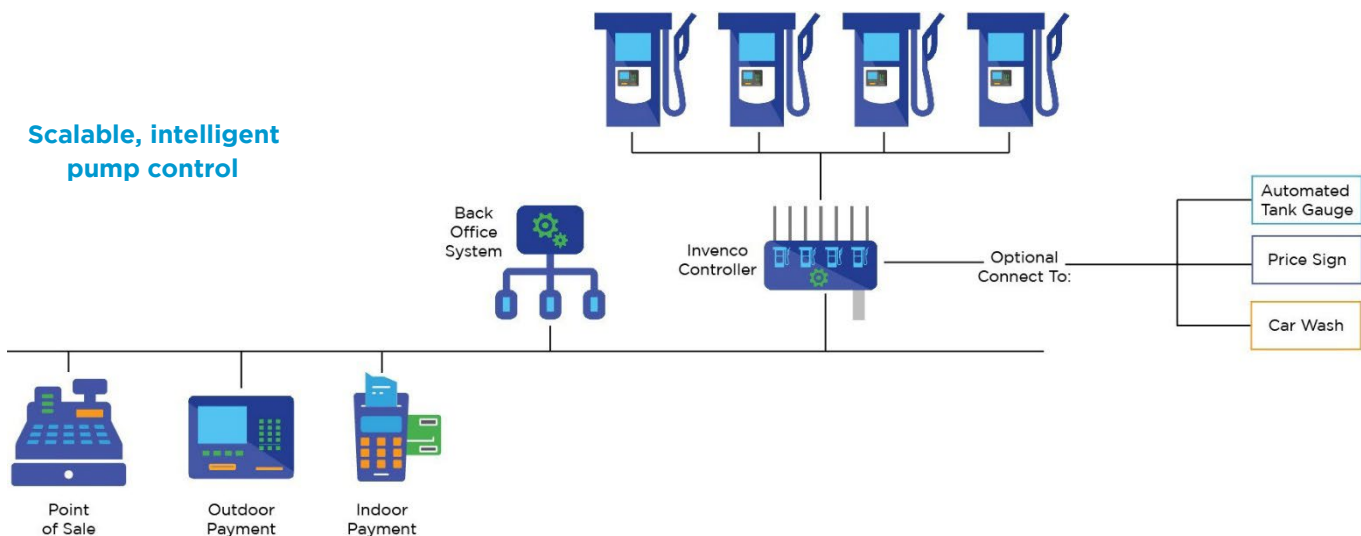 Scalable, intelligent
pump control
Back
Office
System
Invenco
Controller
Optional
Connect To:
Automated
Tank Gauge
Price Sign
Car Wash
Point
of Sale
Outdoor
Payment
Indoor
Payment